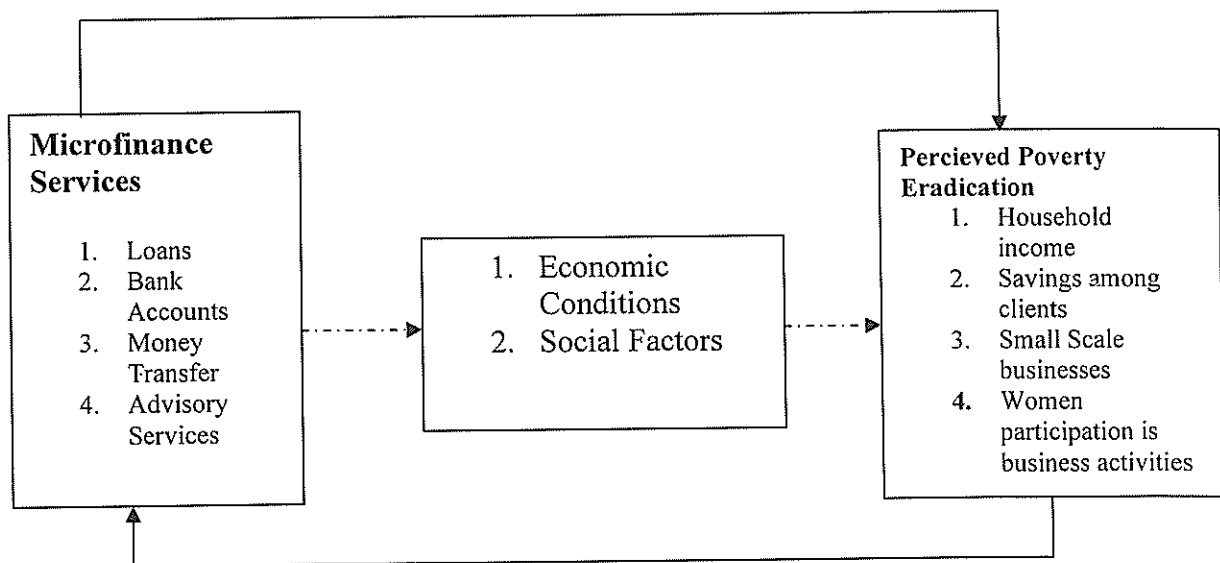 Microfinance
Services
1. Loans
2. Bank
Accounts
3. Money
Transfer
4. Advisory
Services
1. Economic
Conditions
2. Social Factors
Percieved Poverty
Eradication
1. Household
income
2. Savings among
clients
3. Small Scale
businesses
4. Women
participation is
business activities